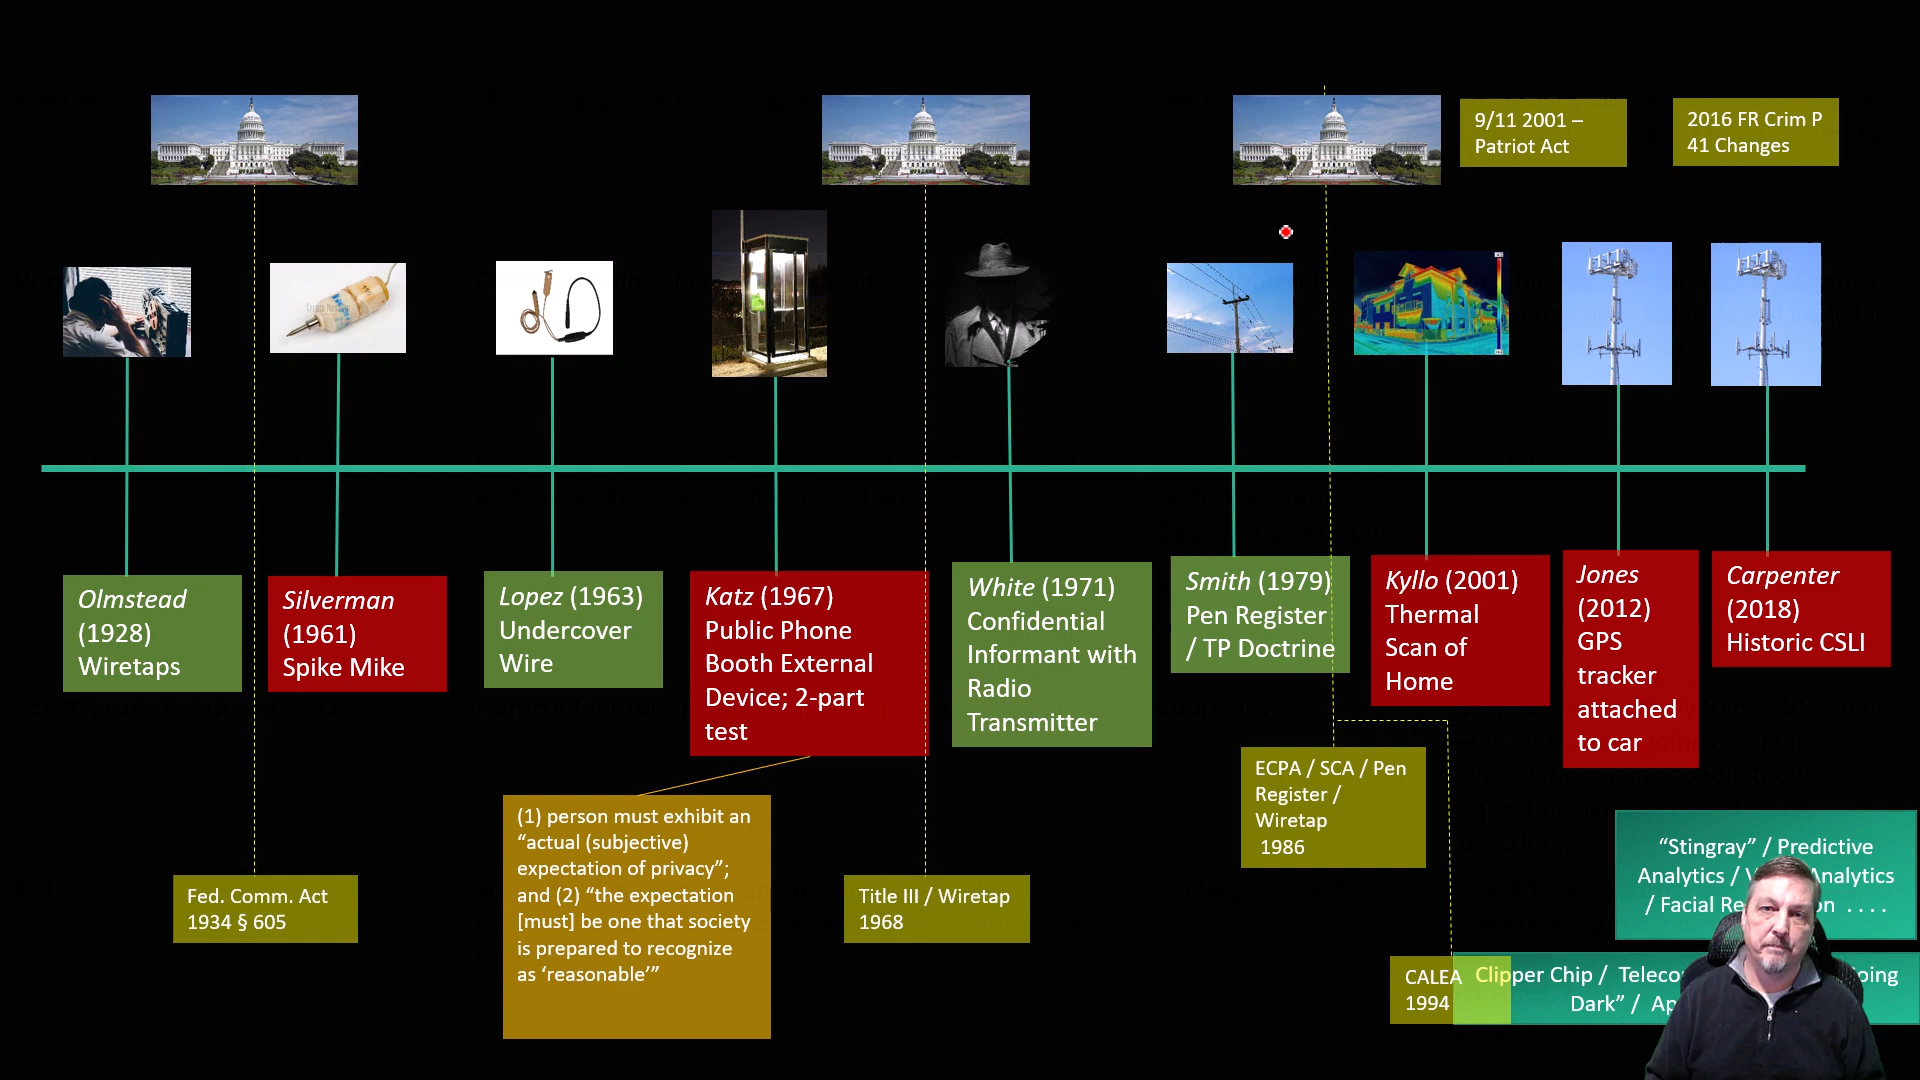 9/11 2001 –
Patriot Act
2016 FR Crim P
41 Changes
Olmstead
(1928)
Wiretaps
Silverman
(1961)
Spike Mike
Lopez (1963)
Undercover
Wire
Katz (1967)
Public Phone
Booth External
Device; 2-part
test
White (1971)
Confidential
Informant with
Radio
Transmitter
Smith (1979)
Pen Register
/ TP Doctrine
Kyllo (2001)
Thermal
Scan of
Home
Jones
(2012)
GPS
tracker
attached
to car
Carpenter
(2018)
Historic CSLI
(1) person must exhibit an
“actual (subjective)
expectation of privacy”;
and (2) “the expectation
[must] be one that society
is prepared to recognize
as ‘reasonable’”
Fed. Comm. Act
1934 § 605
Title III / Wiretap
1968
ECPA / SCA / Pen
Register /
Wiretap
1986
“Stingray” / Predictive
Analytics / Analytics
/ Facial . . . .
CALEA
1994
Clipper Chip /
Dark” /